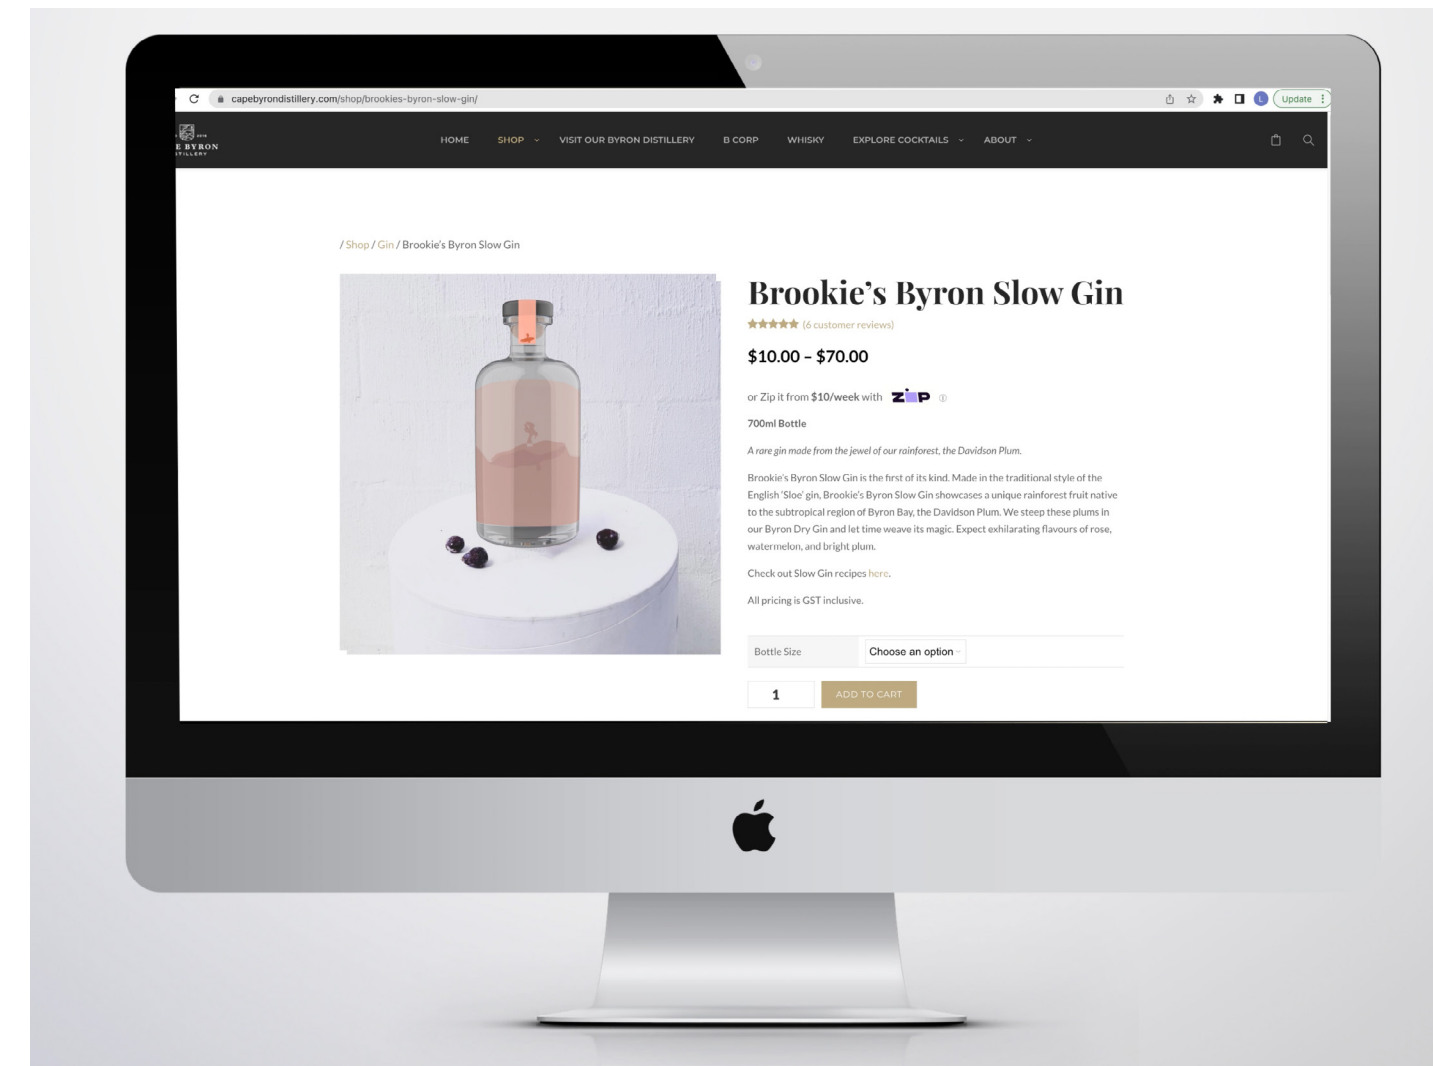 capebyrondistillery.com/shop/brookies-byron-slow-gin/
L
Update
2016
E BYRON
TILLERY
HOME SHOP VISIT OUR BYRON DISTILLERY B CORP WHISKY EXPLORE COCKTAILS ABOUT
/ Shop / Gin / Brookie's Byron Slow Gin
Brookie’s Byron Slow Gin
(6 customer reviews)
$10.00 – $70.00
or Zip it from $10/week with ZIP
700ml Bottle
A rare gin made from the jewel of our rainforest, the Davidson Plum.
Brookie's Byron Slow Gin is the first of its kind. Made in the traditional style of the
English 'Sloe' gin, Brookie's Byron Slow Gin showcases a unique rainforest fruit native
to the subtropical region of Byron Bay, the Davidson Plum. We steep these plums in
our Byron Dry Gin and let time weave its magic. Expect exhilarating flavours of rose,
watermelon, and bright plum.
Check out Slow Gin recipes here.
All pricing is GST inclusive.
Bottle Size Choose an option
1 ADD TO CART